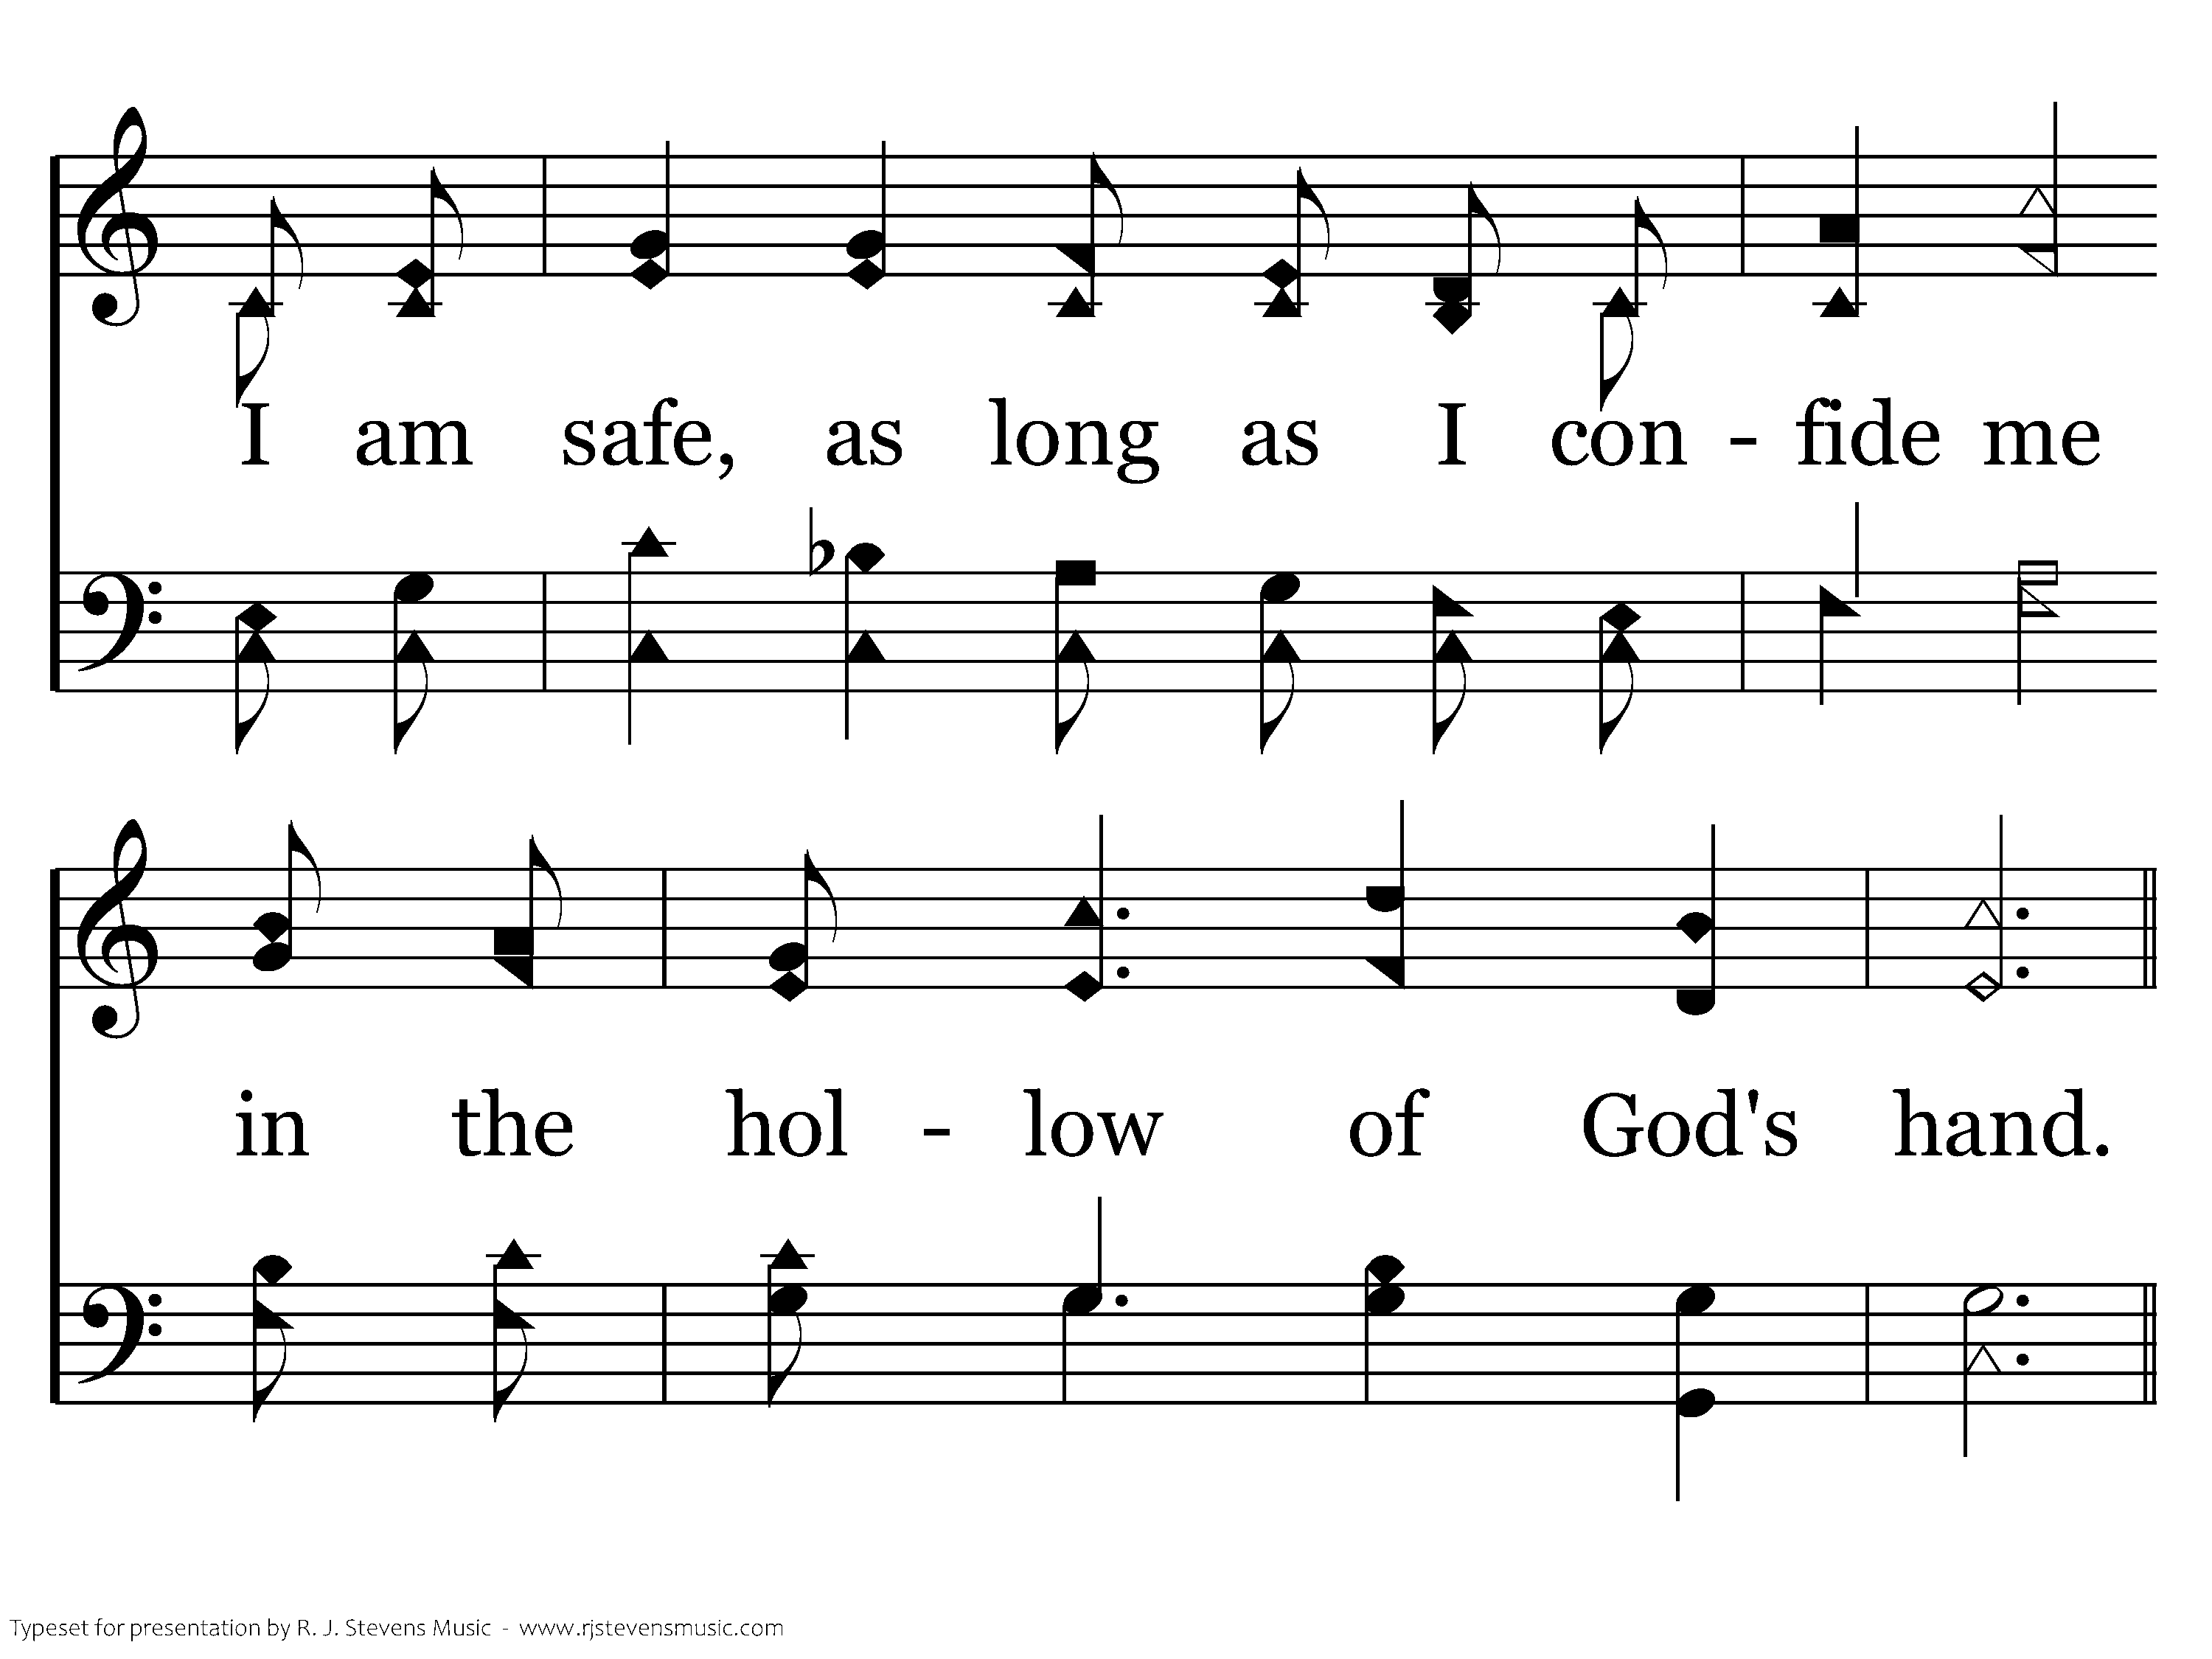 I am safe, as long as I con - fide me
in the hol - low of God's hand.
Typeset for presentation by R. J. Stevens Music - www.rjstevensmusic.com